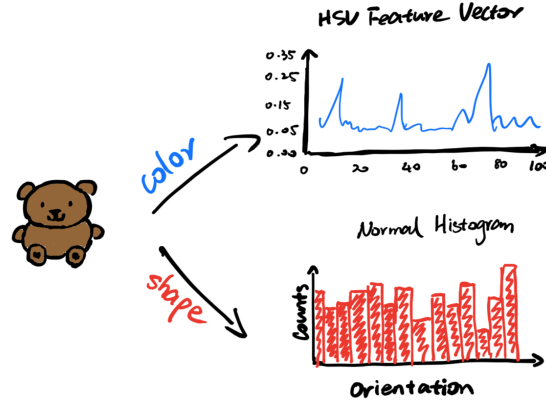 HSV Feature Vector
0.35
0.25
0.15
0.05
0.00
0 20 40 60 80 100
color
Normal Histogram
shape
Counts
Orientation